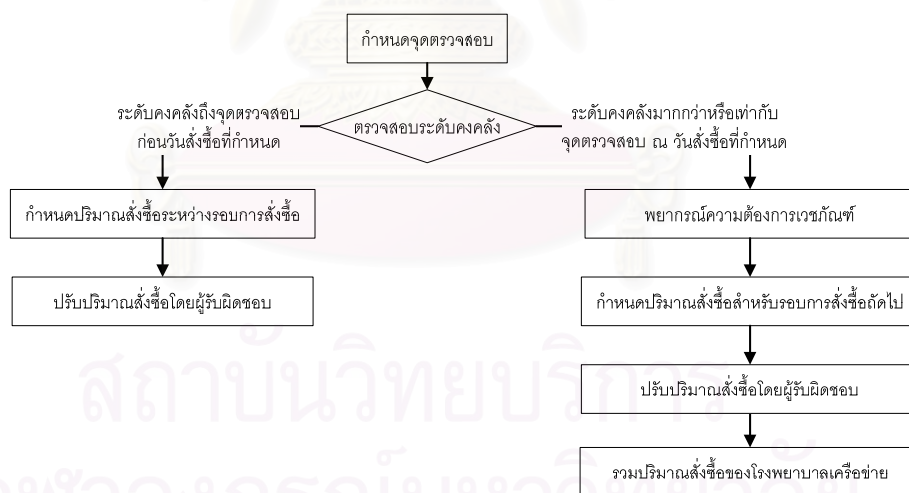 กำหนดจุดตรวจสอบ
ระดับคงคลังถึงจุดตรวจสอบ
ก่อนวันสั่งซื้อที่กำหนด
ตรวจสอบระดับคงคลัง
ระดับคงคลังมากกว่าหรือเท่ากับ
จุดตรวจสอบ ณ วันสั่งซื้อที่กำหนด
กำหนดปริมาณสั่งซื้อระหว่างรอบการสั่งซื้อ
ปรับปริมาณสั่งซื้อโดยผู้รับผิดชอบ
พยากรณ์ความต้องการเวชภัณฑ์
กำหนดปริมาณสั่งซื้อสำหรับรอบการสั่งซื้อถัดไป
ปรับปริมาณสั่งซื้อโดยผู้รับผิดชอบ
รวมปริมาณสั่งซื้อของโรงพยาบาลเครือข่าย
สถาบันวิทยบริการ